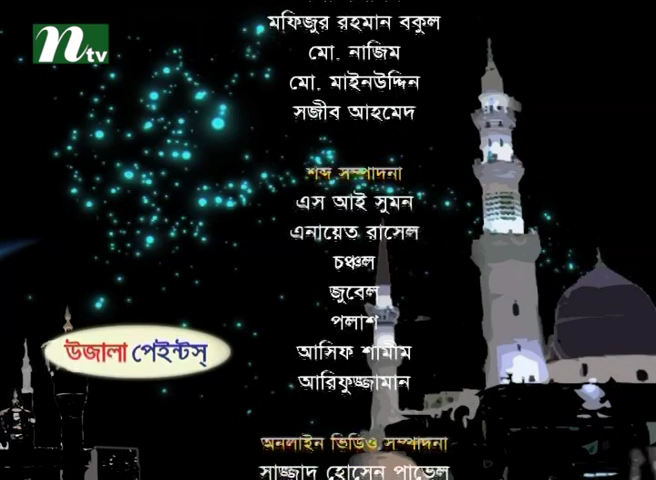 ntv
মফিজুর রহমান বকুল
মো. নাজিম
মো. মাইনউদ্দিন
সজীব আহমেদ
শব্দ সম্পাদনা
এস আই সুমন
এনায়েত রাসেল
চঞ্চল
জুবেল
পলাশ
আসিফ শামীম
আরিফুজ্জামান
উজালা পেইন্টস্
অনলাইন ভিডিও সম্পাদনা
সাজ্জাদ হোসেন পাভেল